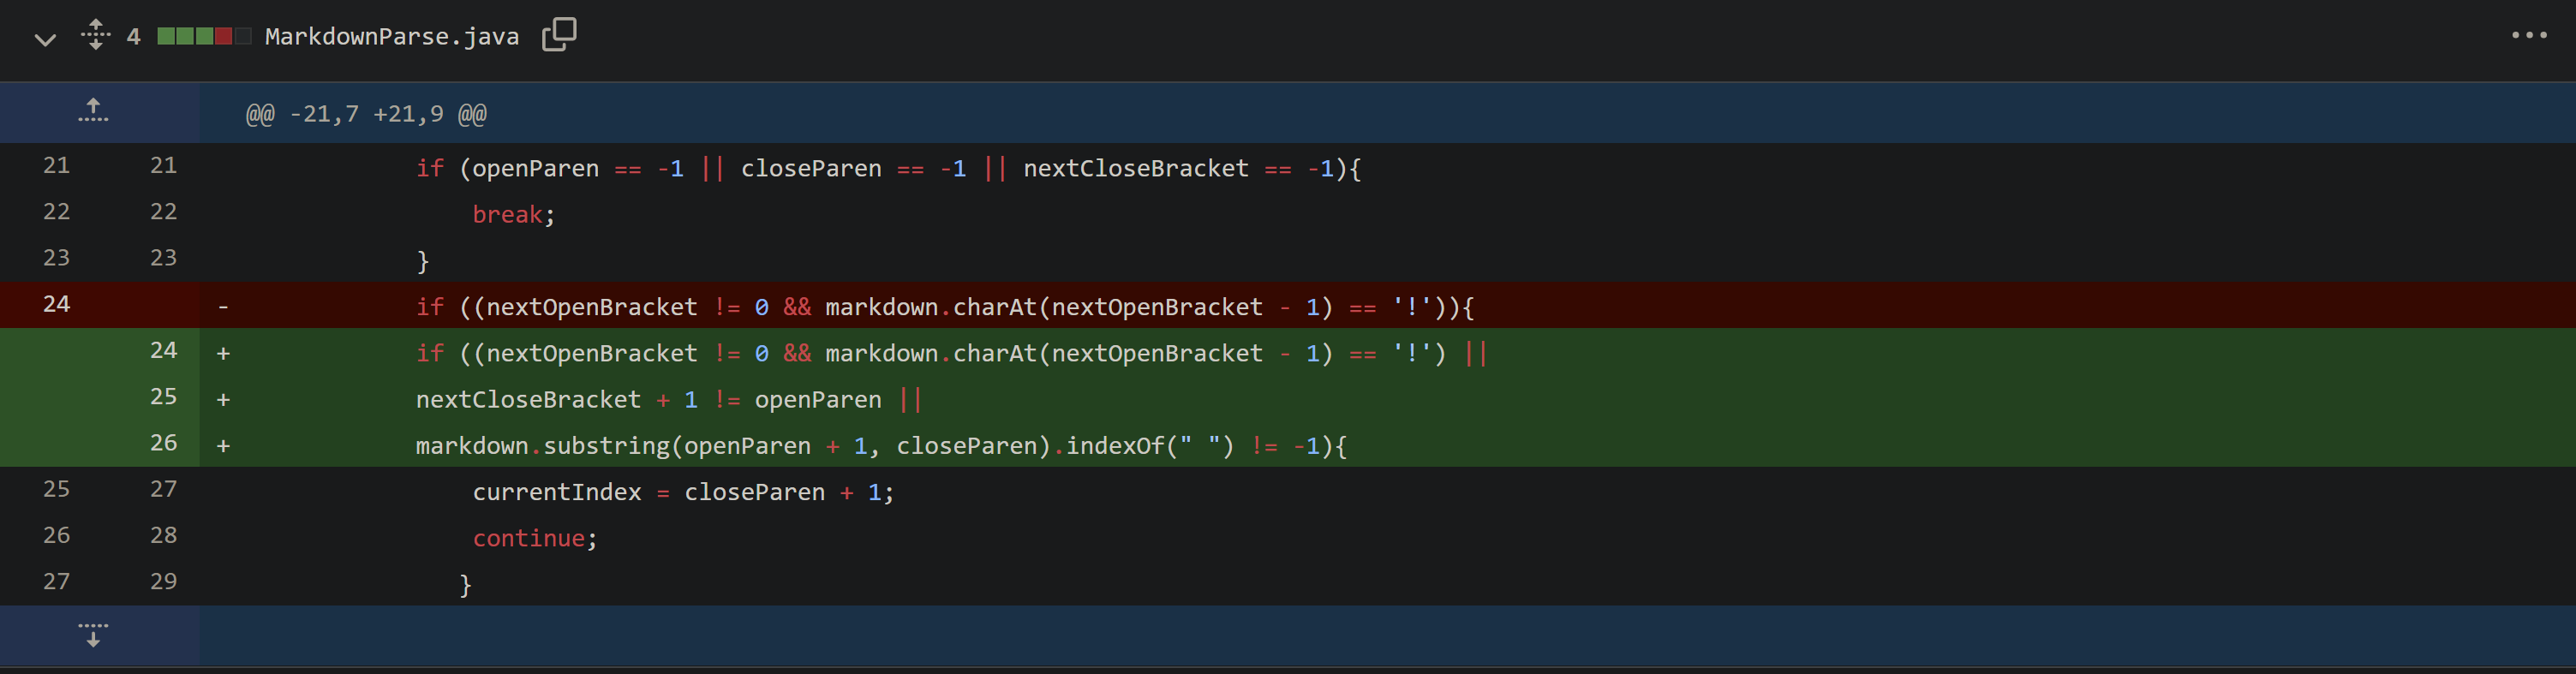 4 MarkdownParse.java
@@ -21,7 +21,9 @@
21 21 if (openParen == -1 || closeParen == -1 || nextCloseBracket == -1){
22 22 break;
23 23 }
24 - if ((nextOpenBracket != 0 && markdown.charAt(nextOpenBracket - 1) == '!')){
24 + if ((nextOpenBracket != 0 && markdown.charAt(nextOpenBracket - 1) == '!') ||
25 + nextCloseBracket + 1 != openParen ||
26 + markdown.substring(openParen + 1, closeParen).indexOf(" ") != -1){
25 27 currentIndex = closeParen + 1;
26 28 continue;
27 29 }